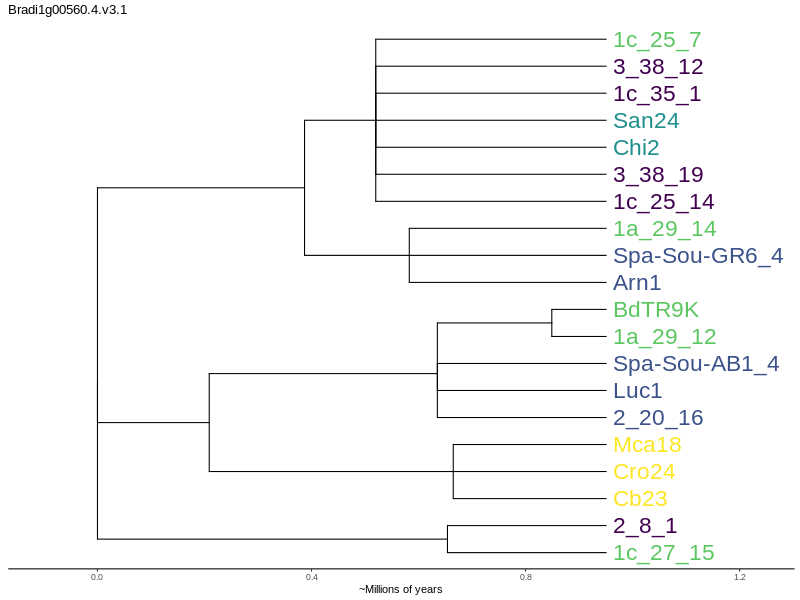 Bradi1g00560.4.v3.1
1c_25_7
3_38_12
1c_35_1
San24
Chi2
3_38_19
1c_25_14
1a_29_14
Spa-Sou-GR6_4
Arn1
BdTR9K
1a_29_12
Spa-Sou-AB1_4
Luc1
2_20_16
Mca18
Cro24
Cb23
2_8_1
1c_27_15
0.0 0.4 0.8 1.2
~Millions of years